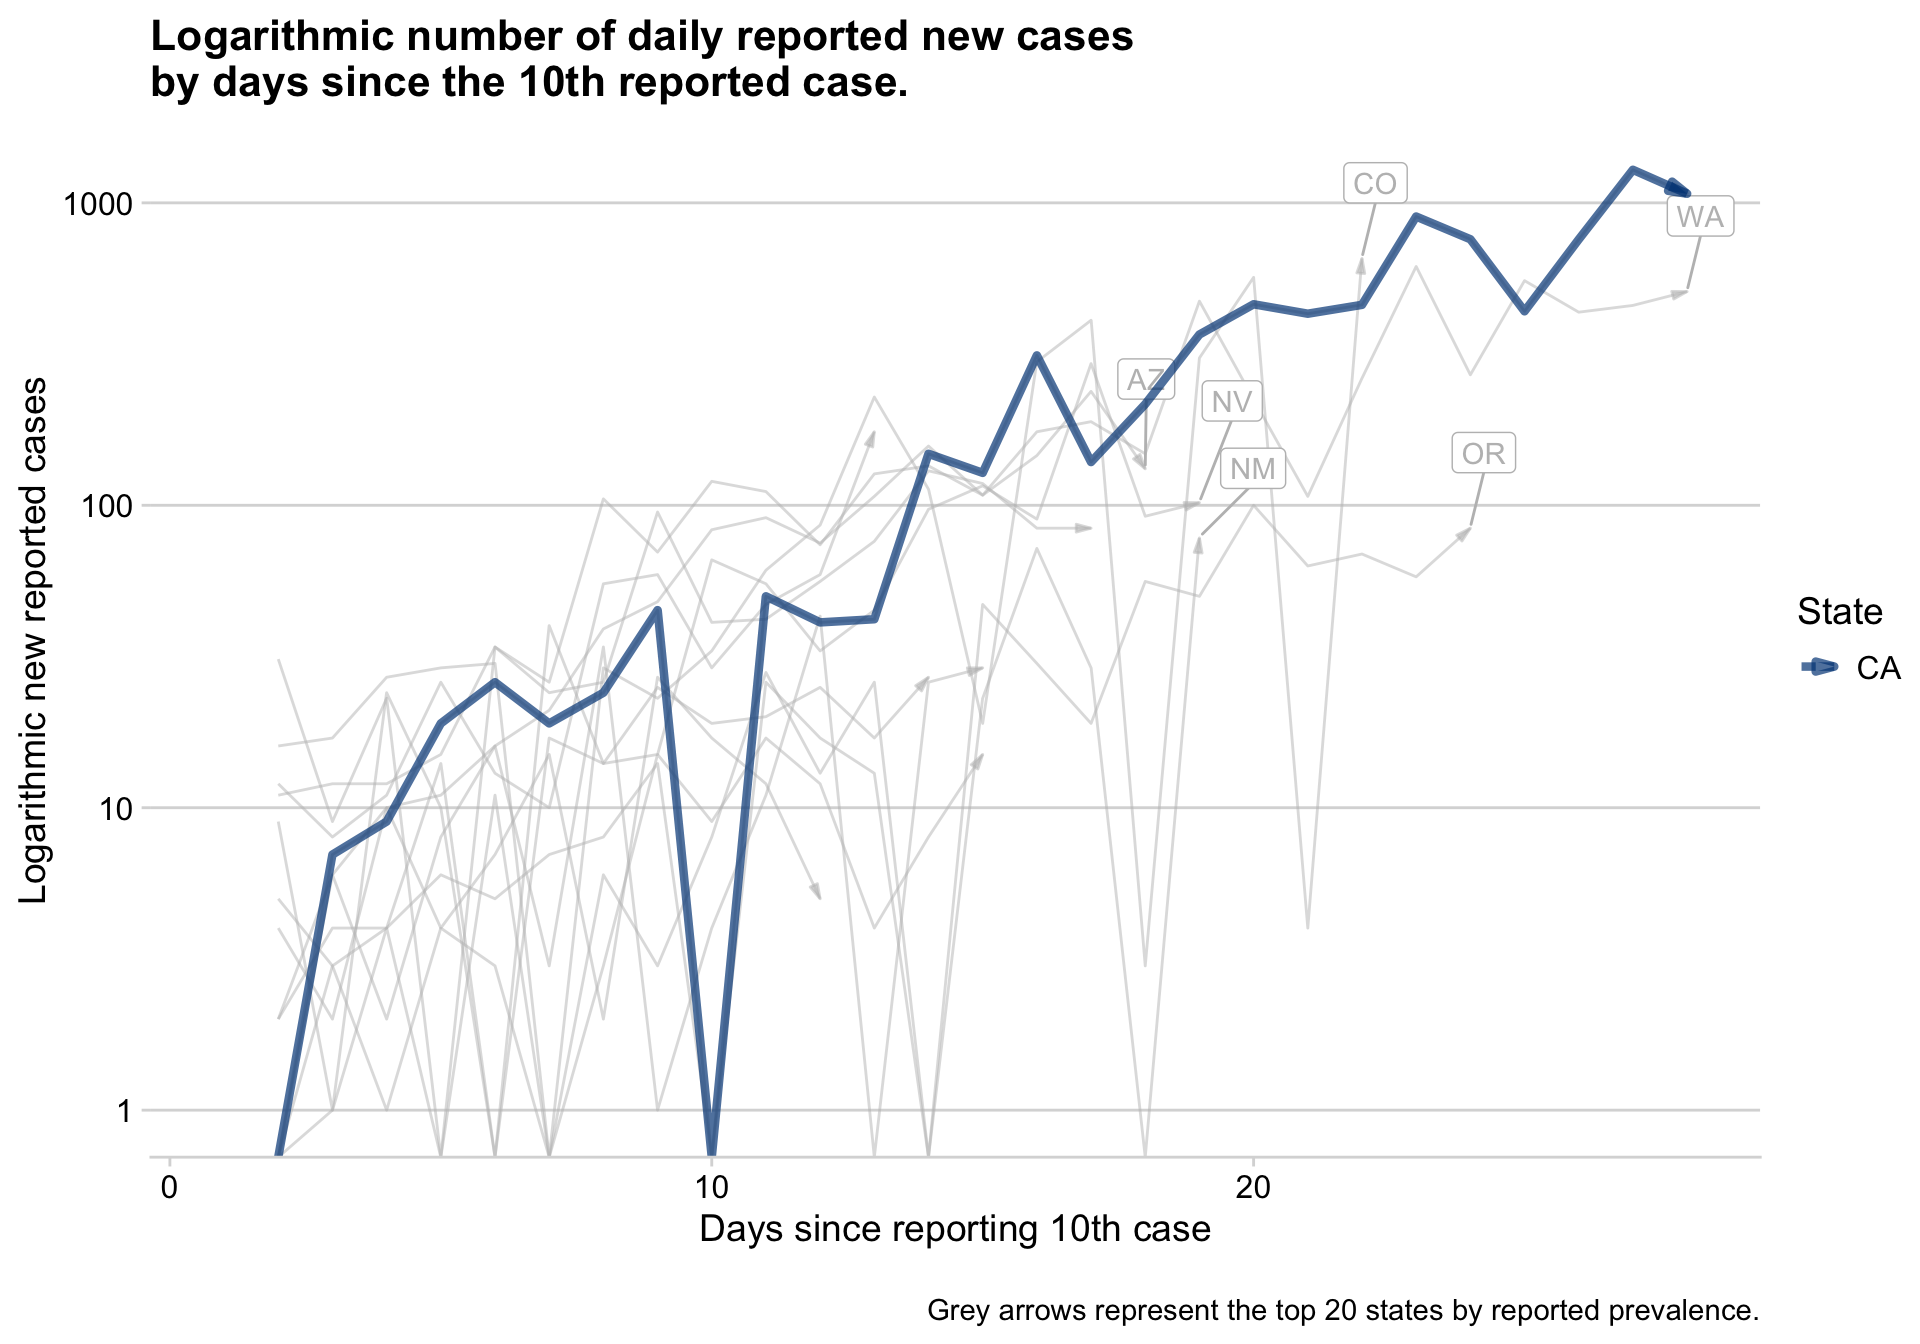 Logarithmic number of daily reported new cases
by days since the 10th reported case.
Logarithmic new reported cases
1000
100
10
1
CO
WA
AZ
NV
NM
OR
State
CA
0
10
20
Days since reporting 10th case
Grey arrows represent the top 20 states by reported prevalence.